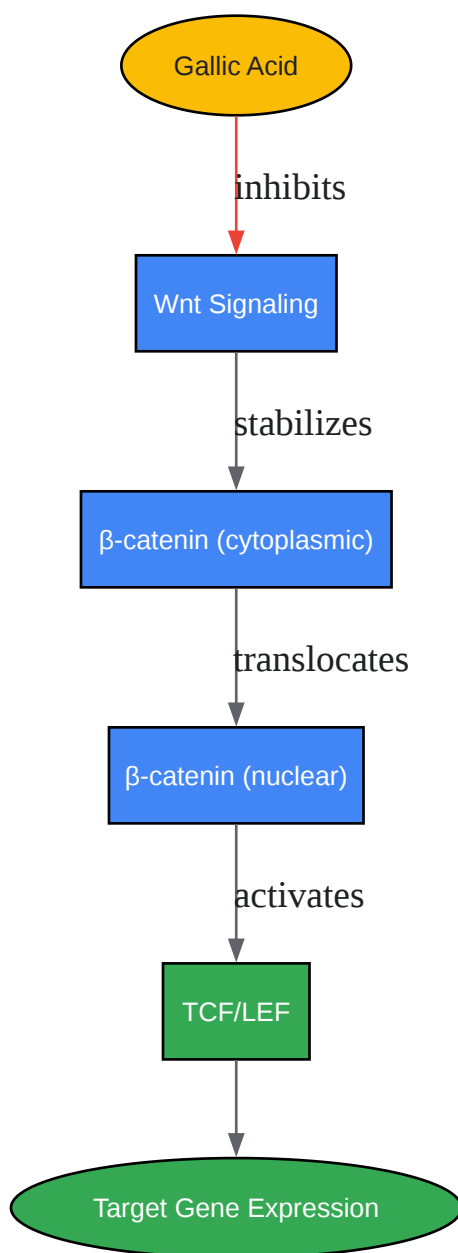 Gallic Acid
inhibits
Wnt Signaling
stabilizes
β-catenin (cytoplasmic)
translocates
β-catenin (nuclear)
activates
TCF/LEF
Target Gene Expression